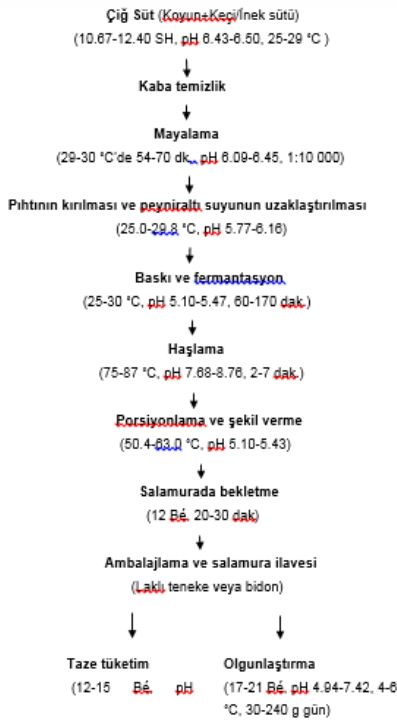 Çiğ Süt (Koyun+Keçi/İnek sütü)
(10.67-12.40 SH, pH 6.43-6.50, 25-29 °C )
Kaba temizlik
Mayalama
(29-30 °C'de 54-70 dk., pH 6.09-6.45, 1:10 000)
Pıhtının kırılması ve peyniraltı suyunun uzaklaştırılması
(25.0-29.8 °C, pH 5.77-6.16)
Baskı ve fermantasyon
(25-30 °C, pH 5.10-5.47, 60-170 dak.)
Haşlama
(75-87 °C, pH 7.68-8.76, 2-7 dak.)
Porsiyonlama ve şekil verme
(50.4-63.0 °C, pH 5.10-5.43)
Salamurada bekletme
(12 Bé. 20-30 dak)
Ambalajlama ve salamura ilavesi
(Laklı teneke veya bidon)
Taze tüketim
(12-15 Bé. pH
Olgunlaştırma
(17-21 Bé. pH 4.94-7.42, 4-6
°C, 30-240 g gün)